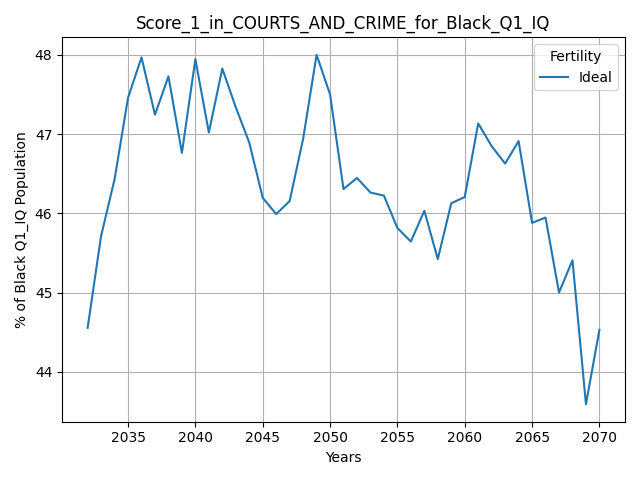 Score_1_in_COURTS_AND_CRIME_for_Black_Q1_IQ
Fertility
Ideal
% of Black Q1_IQ Population
48
47
46
45
44
2035 2040 2045 2050 2055 2060 2065 2070
Years